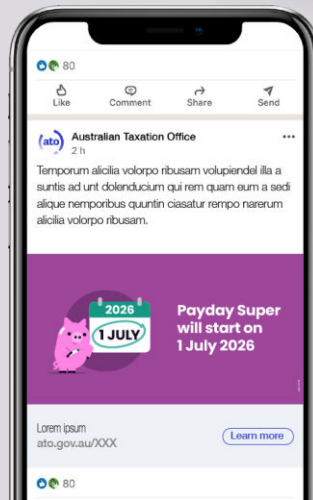 80
Like Comment Share Send
ato
Australian Taxation Office
2 h
Temporum alicilia volorpo ribusam volupiendel illa a
suntis ad unt dolenducium qui rem quam eum a sedi
alique nemporibus quuntin ciasatur rempo narerum
alicilia volorpo ribusam.
2026
1 JULY
Payday Super
will start on
1 July 2026
Lorem ipsum
ato.gov.au/XXX
Learn more
80